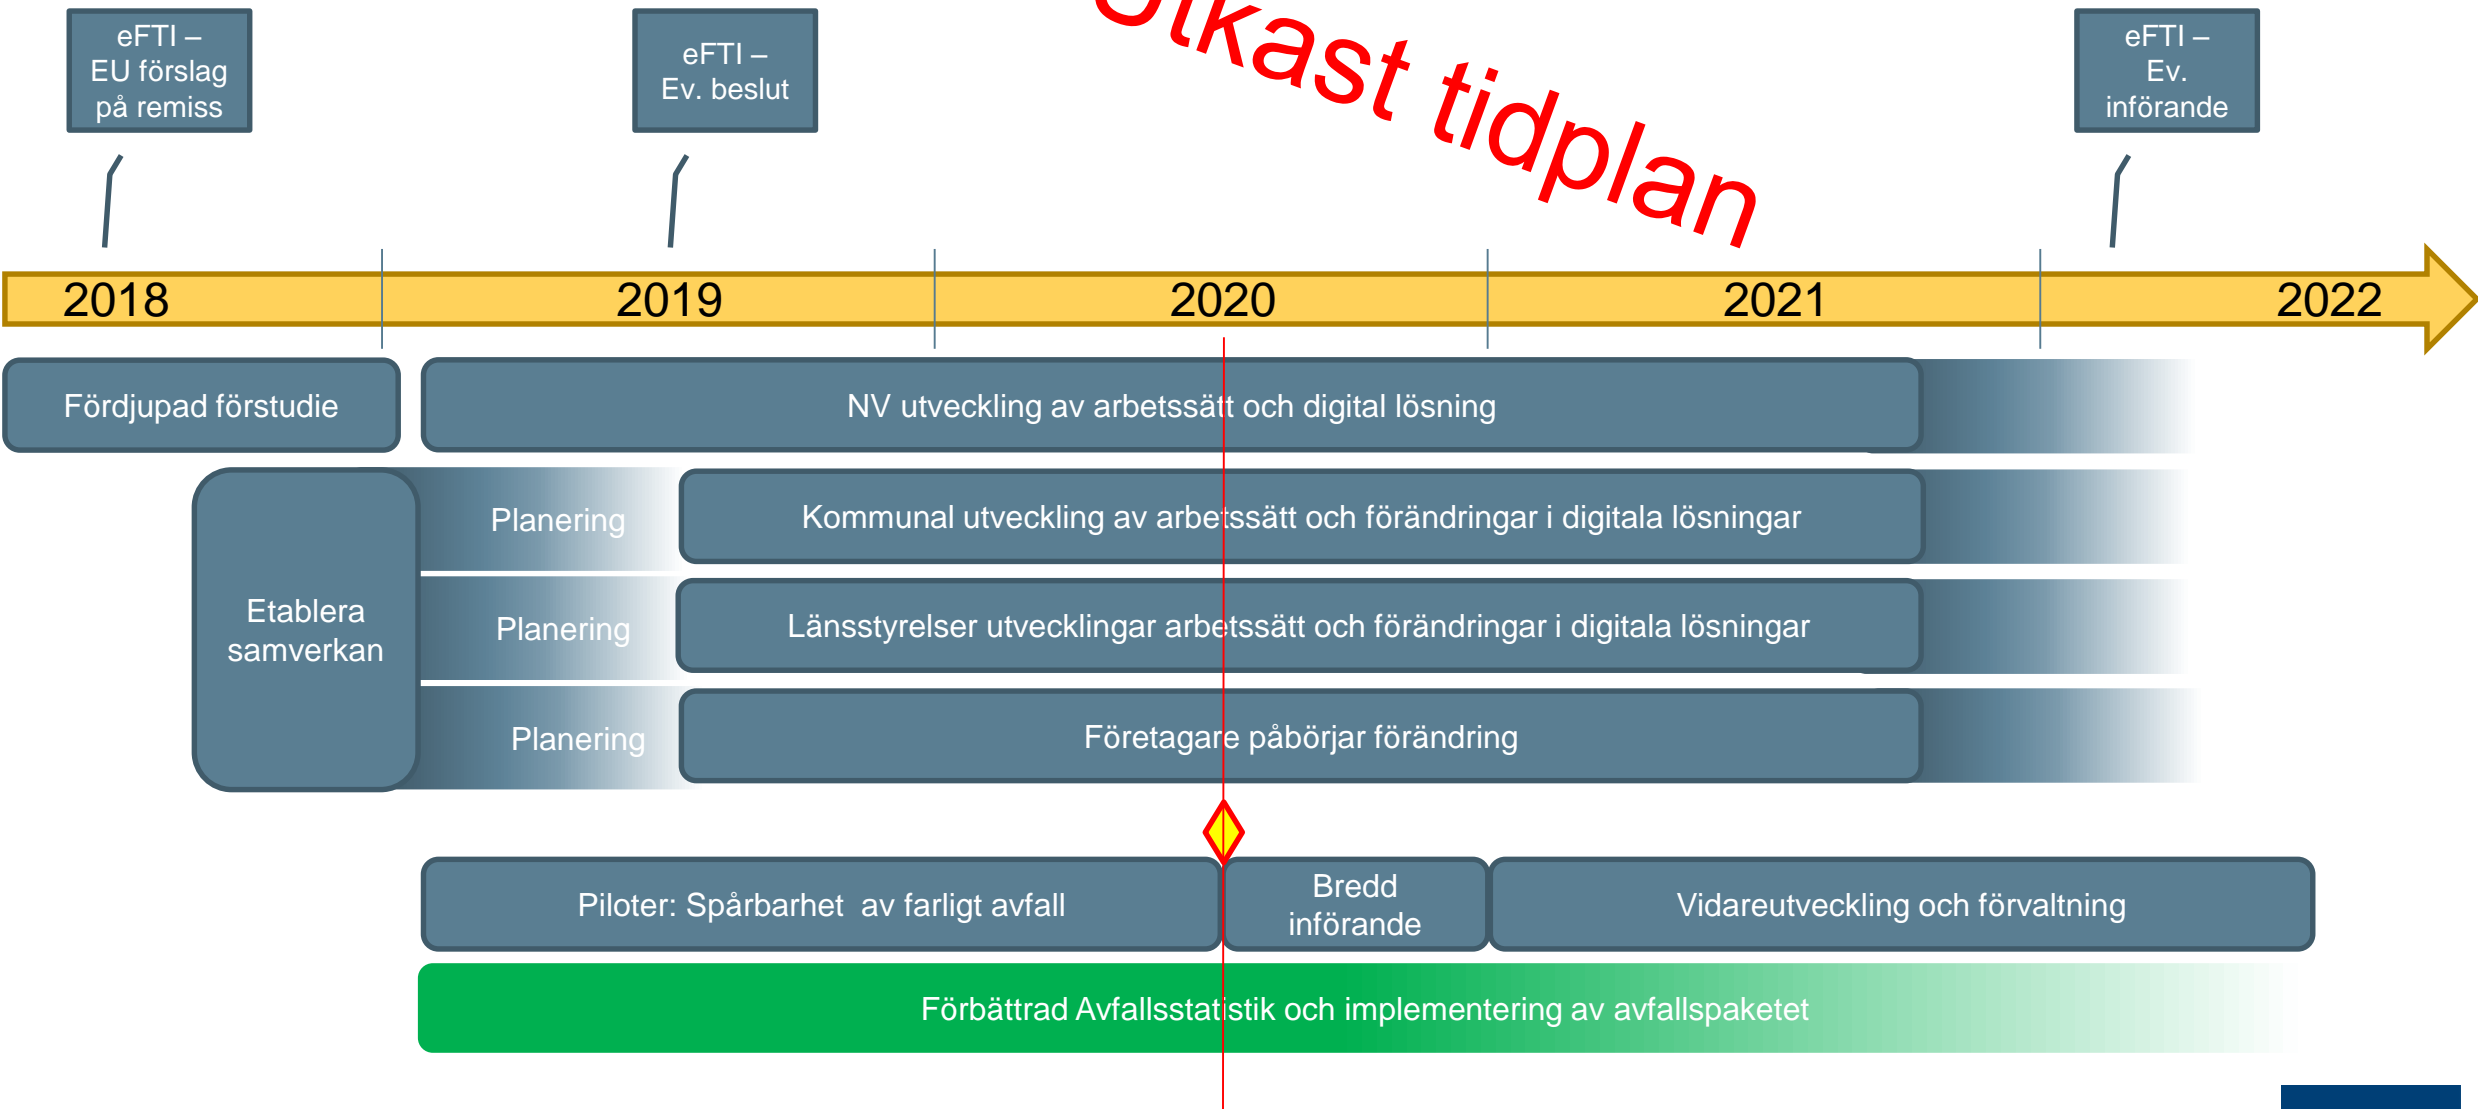 Utkast tidplan
eFTI –
EU förslag
på remiss
eFTI –
Ev. beslut
eFTI –
Ev.
införande
2018
2019
2020
2021
2022
Fördjupad förstudie
NV utveckling av arbetssätt och digital lösning
Etablera
samverkan
Planering
Kommunal utveckling av arbetssätt och förändringar i digitala lösningar
Planering
Länsstyrelser utvecklingar arbetssätt och förändringar i digitala lösningar
Planering
Företagare påbörjar förändring
Piloter: Spårbarhet av farligt avfall
Bredd
införande
Vidareutveckling och förvaltning
Förbättrad Avfallsstatistik och implementering av avfallspaketet